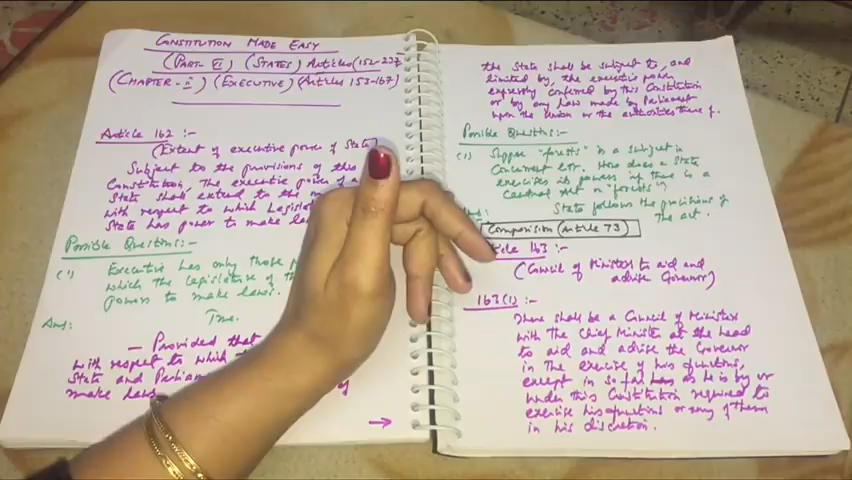 CONSTITUTION MADE EASY
(PART-VI) (STATES) Articles (152-237
(CHAPTER-II) (EXECUTIVE) (Articles 153-167)
Article 162 :-
(Extent of executive power of State)
Subject to the provisions of this
Constitution, The executive power of a
State shall extend to the
with respect to which Legisl
State has power to make la
Possible Questions:-
(1) Executive has only those p
which the legislature of th
powers to make laws.
Ans: True.
— Provided that
with respect to which
State and Parlia
make laws
of
→
the State shall be subject to, and
limited by, the executive power
expressly conferred by this Constitution
or by any law made by Parliament
upon the Union or the authorities thereof.
Possible Questions:-
(1) Suppose "forests" is a subject in
Concurrent list. How does a State
exercise its powers if there is a
Central Act on "forests"?
State follows the provisions of
The act.
Comparision (Article 73)
ticle 163 :-
(Council of Ministers to aid and
advise Governor)
163(1) :-
There shall be a Council of Ministers
with The Chief Minister at the head
to aid and advise the Governor
in The exercise of his functions,
except in so far as he is by or
under this Constitution required to
exercise his functions or any of them
in his discretion.